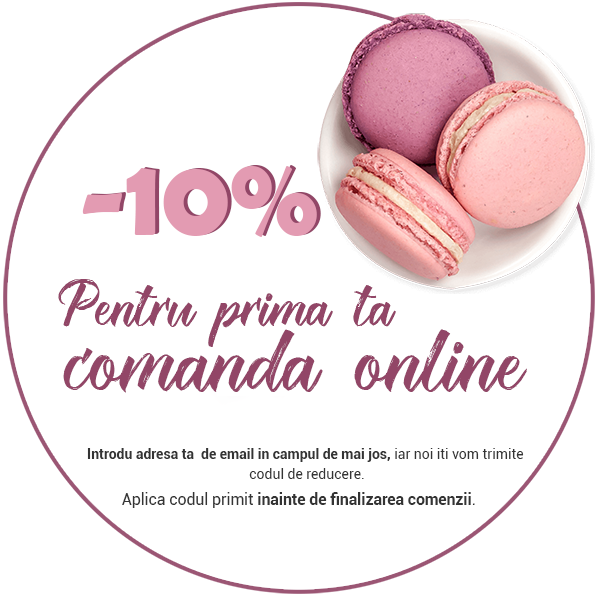 -10%
Pentru prima ta
comanda online
Introdu adresa ta de email in campul de mai jos, iar noi iti vom trimite
codul de reducere.
Aplica codul primit inainte de finalizarea comenzii.